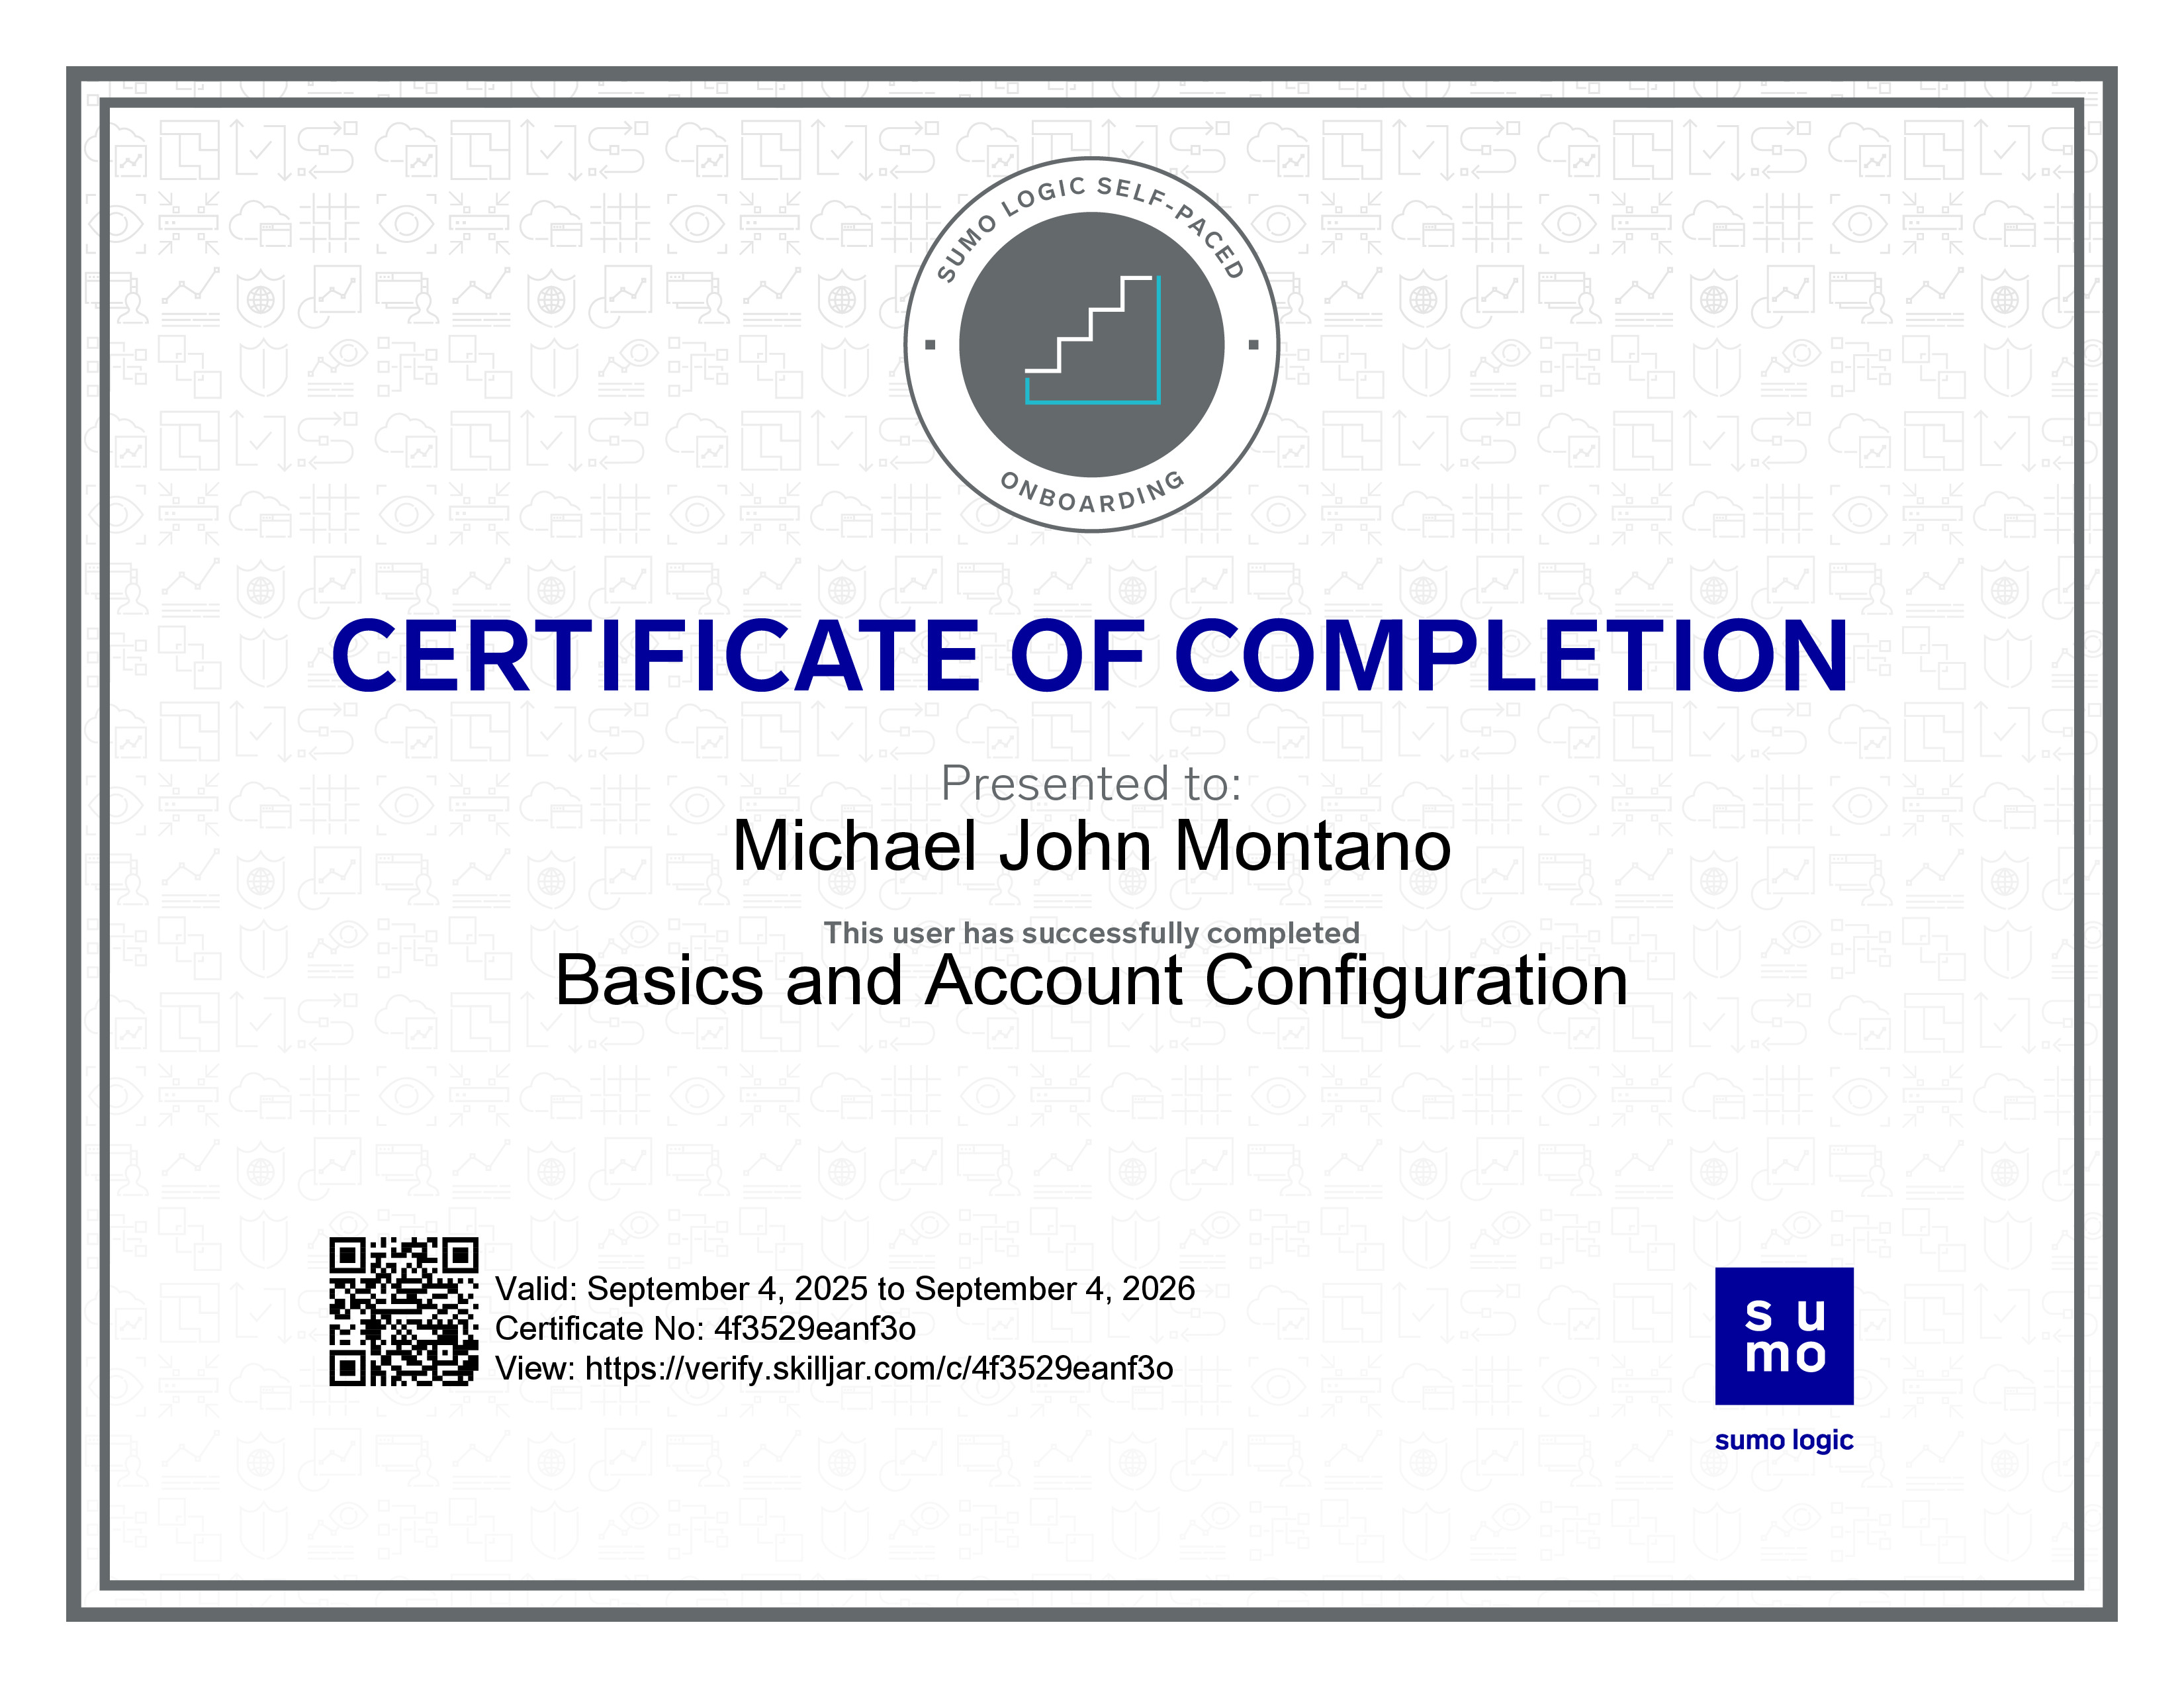 SUMO LOGIC SELF-PACED
ONBOARDING
CERTIFICATE OF COMPLETION
Presented to:
Michael John Montano
This user has successfully completed
Basics and Account Configuration
Valid: September 4, 2025 to September 4, 2026
Certificate No: 4f3529eanf3o
View: https://verify.skilljar.com/c/4f3529eanf3o
su
mo
sumo logic